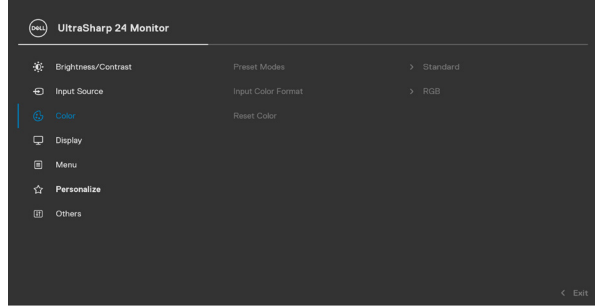 DELL UltraSharp 24 Monitor
Brightness/Contrast Preset Modes > Standard
Input Source Input Color Format > RGB
Color Reset Color
Display
Menu
Personalize
Others
< Exit